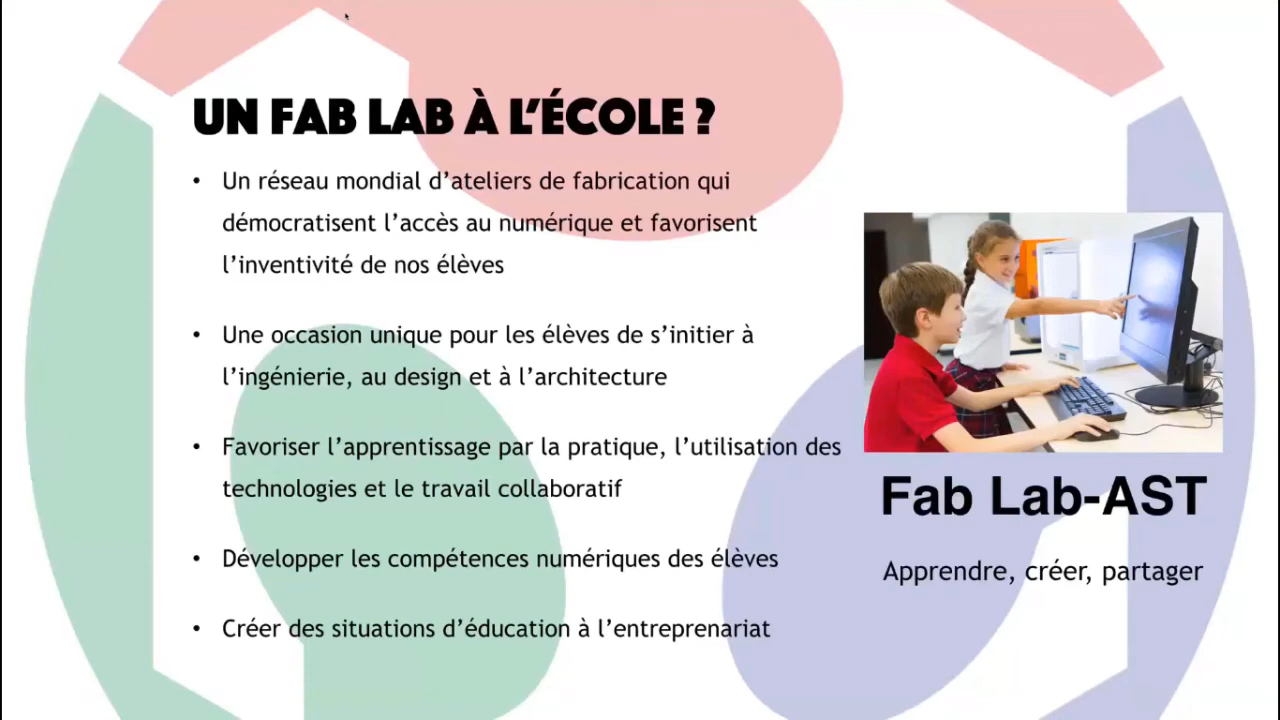 UN FAB LAB À L'ÉCOLE ?
• Un réseau mondial d'ateliers de fabrication qui
démocratisent l'accès au numérique et favorisent
l'inventivité de nos élèves
• Une occasion unique pour les élèves de s'initier à
l'ingénierie, au design et à l'architecture
• Favoriser l'apprentissage par la pratique, l'utilisation des
technologies et le travail collaboratif
• Développer les compétences numériques des élèves
• Créer des situations d'éducation à l'entreprenariat
Fab Lab-AST
Apprendre, créer, partager